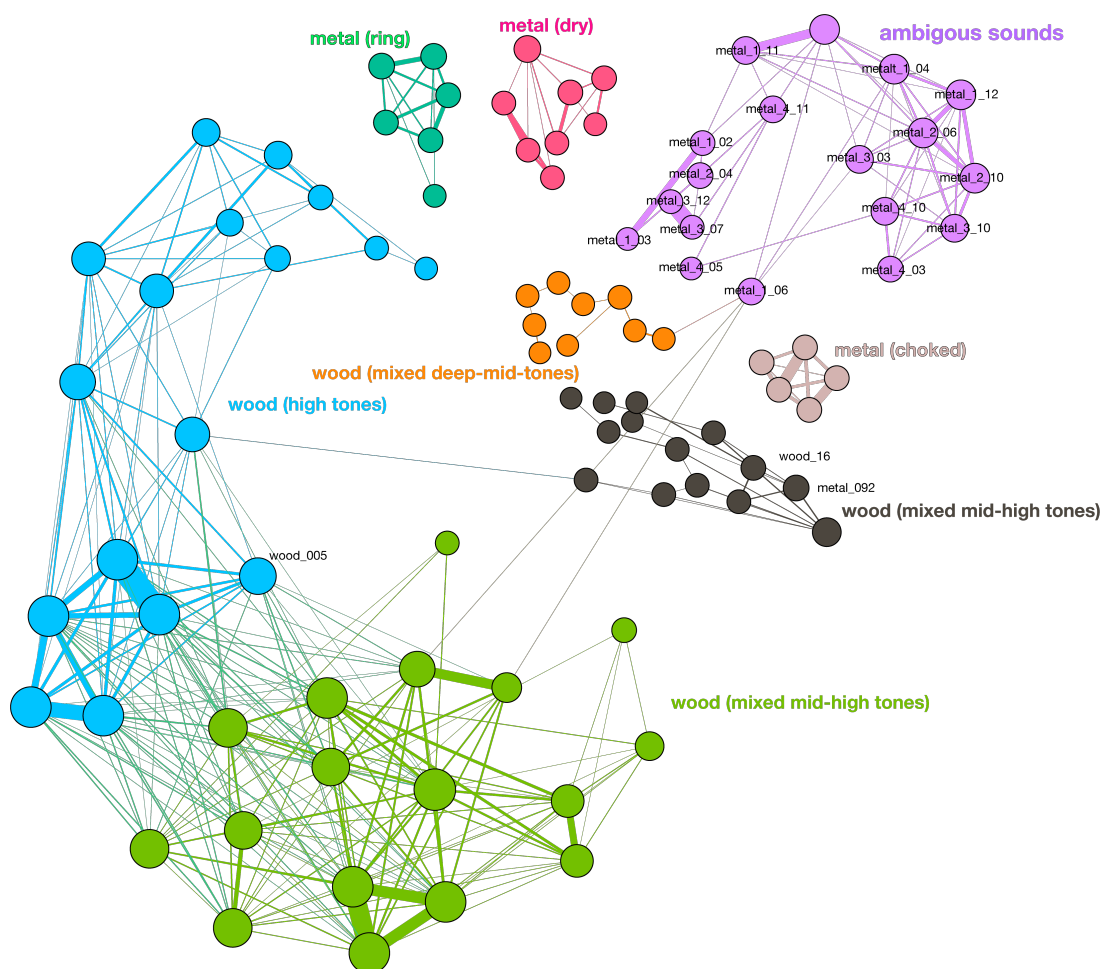 metal (ring)
metal (dry)
ambigous sounds
metal_1_11
metalt_1_04
metal_1_12
metal_4_11
metal_2_06
metal_1_02
metal_3_03
metal_2_04
metal_2_10
metal_3_12
metal_4_10
metal_3_07
metal_3_10
metal_1_03
metal_4_05
metal_4_03
metal_1_06
metal (choked)
wood (mixed deep-mid-tones)
wood (high tones)
wood_16
metal_092
wood (mixed mid-high tones)
wood_005
wood (mixed mid-high tones)